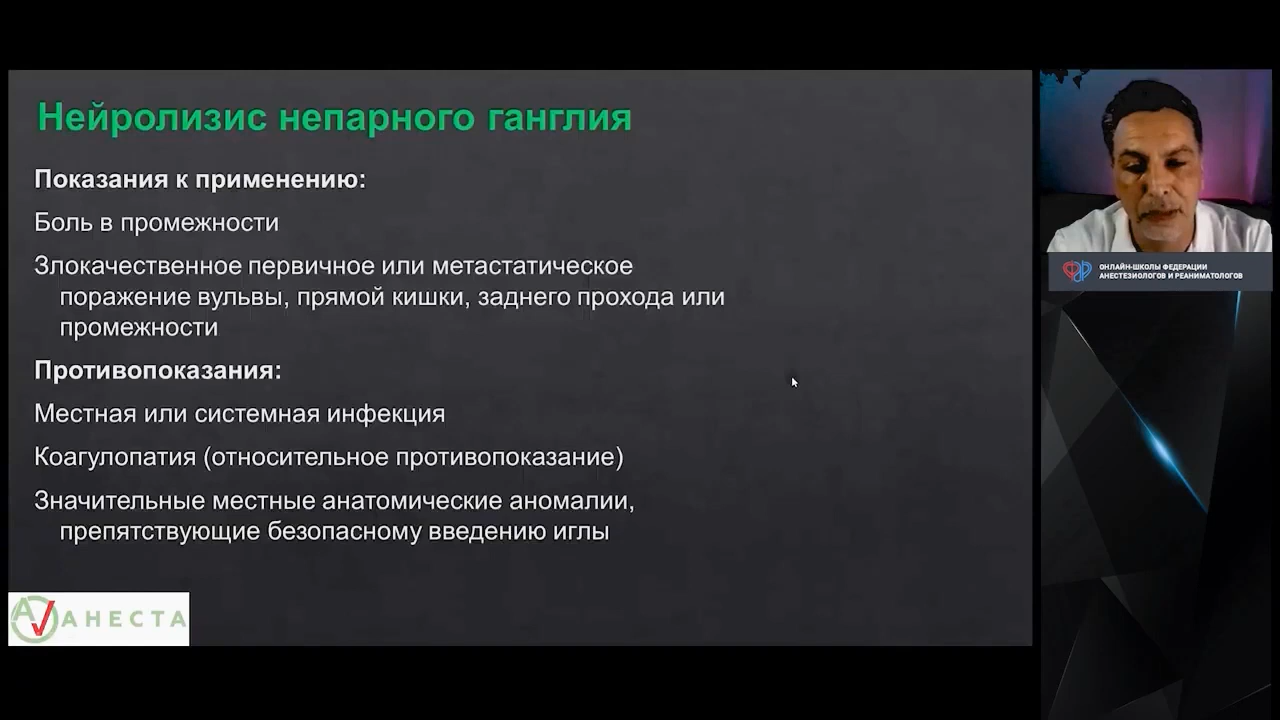 Нейролизис непарного ганглия
Показания к применению:
Боль в промежности
Злокачественное первичное или метастатическое
поражение вульвы, прямой кишки, заднего прохода или
промежности
Противопоказания:
Местная или системная инфекция
Коагулопатия (относительное противопоказание)
Значительные местные анатомические аномалии,
препятствующие безопасному введению иглы
АНЕСТА
ОНЛАЙН-ШКОЛЫ ФЕДЕРАЦИИ
АНЕСТЕЗИОЛОГОВ И РЕАНИМАТОЛОГОВ